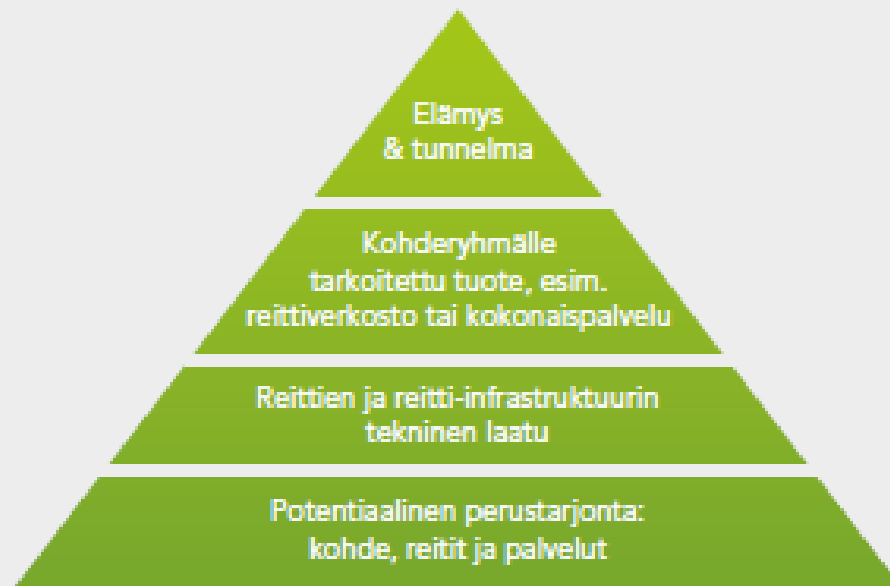 Elämys
& tunnelma
Kohderyhmälle
tarkoitettu tuote, esim.
reittiverkosto tai kokonaispalvelu
Reittien ja reitti-infrastruktuurin
tekninen laatu
Potentiaalinen perustarjonta:
kohde, reitit ja palvelut